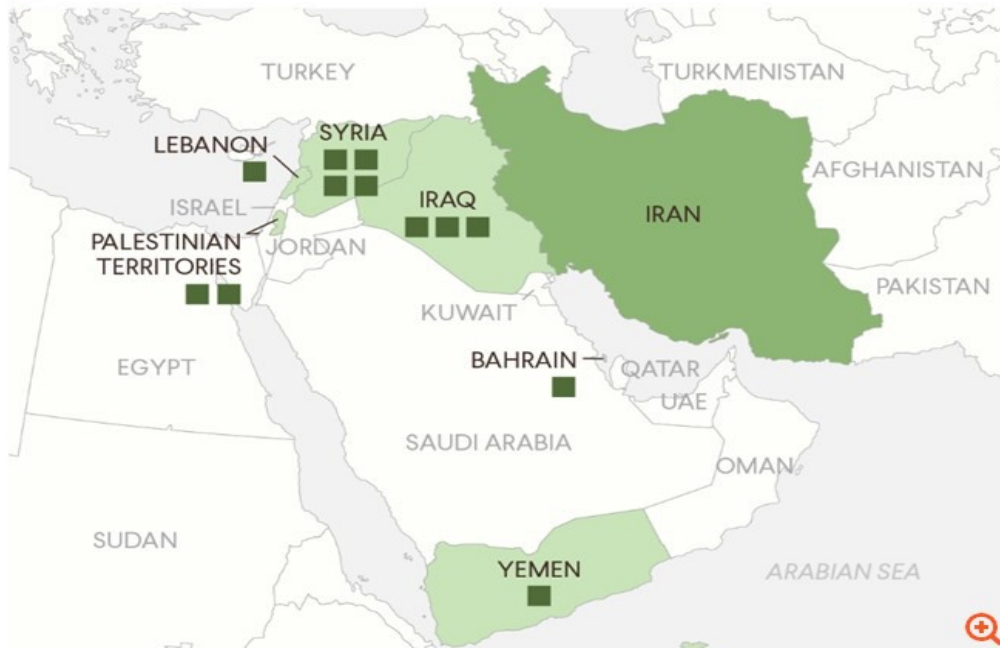 TURKEY
TURKMENISTAN
SYRIA
LEBANON
AFGHANISTAN
IRAQ
ISRAEL
IRAN
PALESTINIAN
TERRITORIES
JORDAN
PAKISTAN
KUWAIT
BAHRAIN
QATAR
EGYPT
UAE
SAUDI ARABIA
OMAN
SUDAN
YEMEN
ARABIAN SEA